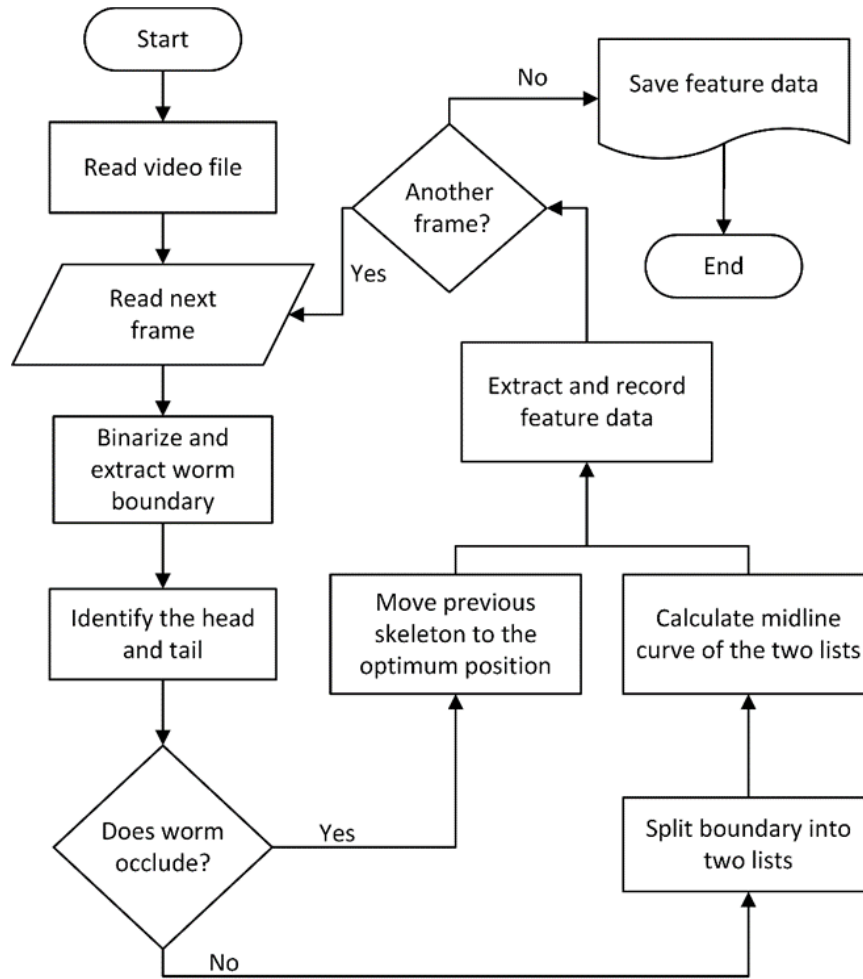 Start
Read video file
Read next
frame
Binarize and
extract worm
boundary
Identify the head
and tail
Does worm
occlude?
Yes
No
Split boundary into
two lists
Calculate midline
curve of the two lists
Move previous
skeleton to the
optimum position
Extract and record
feature data
Another
frame?
Yes
No
Save feature data
End